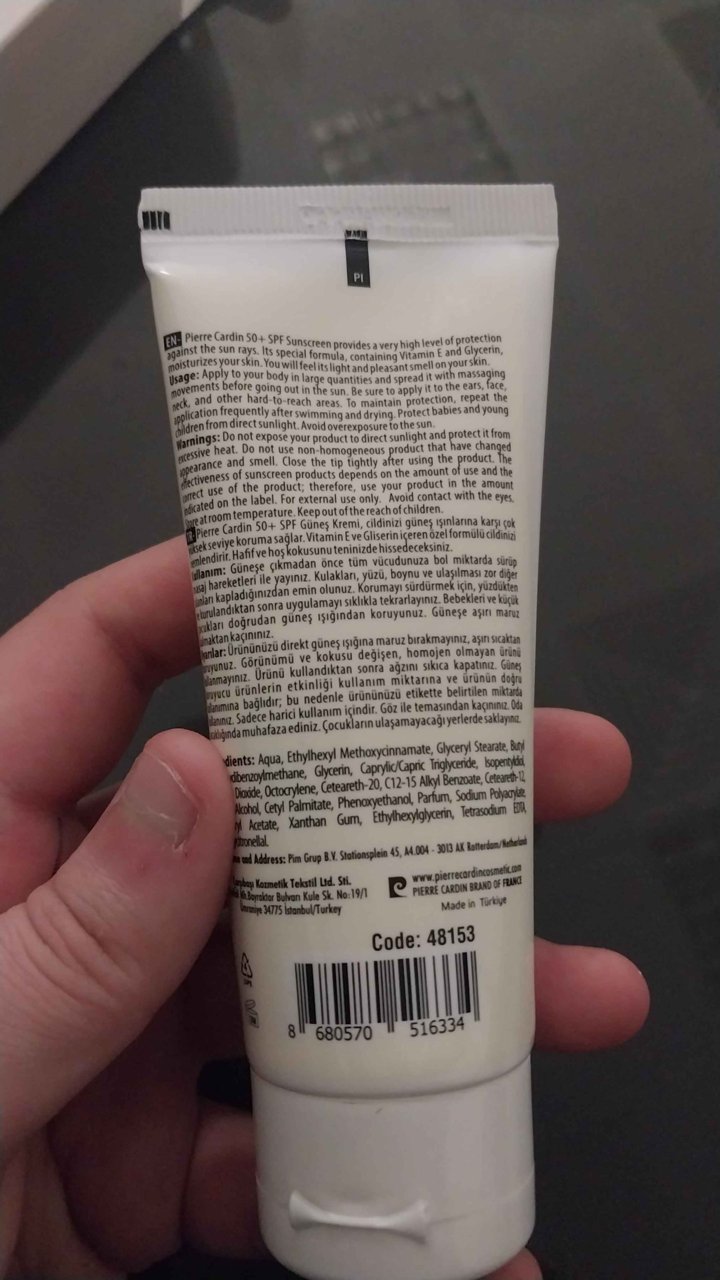 PI
EN- Pierre Cardin 50+ SPF Sunscreen provides a very high level of protection
against the sun rays. Its special formula, containing Vitamin E and Glycerin,
moisturizes your skin. You will feel its light and pleasant smell on your skin.
Usage: Apply to your body in large quantities and spread it with massaging
movements before going out in the sun. Be sure to apply it to the ears, face,
neck, and other hard-to-reach areas. To maintain protection, repeat the
application frequently after swimming and drying. Protect babies and young
children from direct sunlight. Avoid overexposure to the sun.
Warnings: Do not expose your product to direct sunlight and protect it from
excessive heat. Do not use non-homogeneous product that have changed
appearance and smell. Close the tip tightly after using the product. The
effectiveness of sunscreen products depends on the amount of use and the
correct use of the product; therefore, use your product in the amount
indicated on the label. For external use only. Avoid contact with the eyes.
Store at room temperature. Keep out of the reach of children.
Pierre Cardin 50+ SPF Güneş Kremi, cildinizi güneş ışınlarına karşı çok
yüksek seviye koruma sağlar. Vitamin E ve Gliserin içeren özel formülü cildinizi
nemlendirir. Hafif ve hoş kokusunu teninizde hissedeceksiniz.
Kullanım: Güneşe çıkmadan önce tüm vücudunuza bol miktarda sürüp
masaj hareketleri ile yayınız. Kulakları, yüzü, boynu ve ulaşılması zor diğer
alanları kapladığınızdan emin olunuz. Korumayı sürdürmek için, yüzdükten
ve kurulandıktan sonra uygulamayı sıklıkla tekrarlayınız. Bebekleri ve küçük
çocukları doğrudan güneş ışığından koruyunuz. Güneşe aşırı maruz
kalmaktan kaçınınız.
Uyarılar: Ürününüzü direkt güneş ışığına maruz bırakmayınız, aşırı sıcaktan
koruyunuz. Görünümü ve kokusu değişen, homojen olmayan ürünü
kullanmayınız. Ürünü kullandıktan sonra ağzını sıkıca kapatınız. Güneş
koruyucu ürünlerin etkinliği kullanım miktarına ve ürünün doğru
kullanımına bağlıdır; bu nedenle ürününüzü etikette belirtilen miktarda
kullanınız. Sadece harici kullanım içindir. Göz ile temasından kaçınınız. Oda
sıcaklığında muhafaza ediniz. Çocukların ulaşamayacağı yerlerde saklayınız.
dients: Aqua, Ethylhexyl Methoxycinnamate, Glyceryl Stearate, Butyl
dibenzoylmethane, Glycerin, Caprylic/Capric Triglyceride, Isopentyldiol,
Dioxide, Octocrylene, Ceteareth-20, C12-15 Alkyl Benzoate, Ceteareth-12,
Alcohol, Cetyl Palmitate, Phenoxyethanol, Parfum, Sodium Polyacrylate,
Acetate, Xanthan Gum, Ethylhexylglycerin, Tetrasodium EDTA,
itronellal.
and Address: Pim Grup B.V. Stationsplein 45, A4.004 - 3013 AK Rotterdam/Netherlands
Kozmetik Tekstil Ltd. Sti.
Mh.Bayraktar Bulvarı Kule Sk. No:19/1
Ümraniye 34775 İstanbul/Turkey
www.pierrecardincosmetic.com
PIERRE CARDIN BRAND OF FRANCE
Made in Türkiye
Code: 48153
8 680570 516334